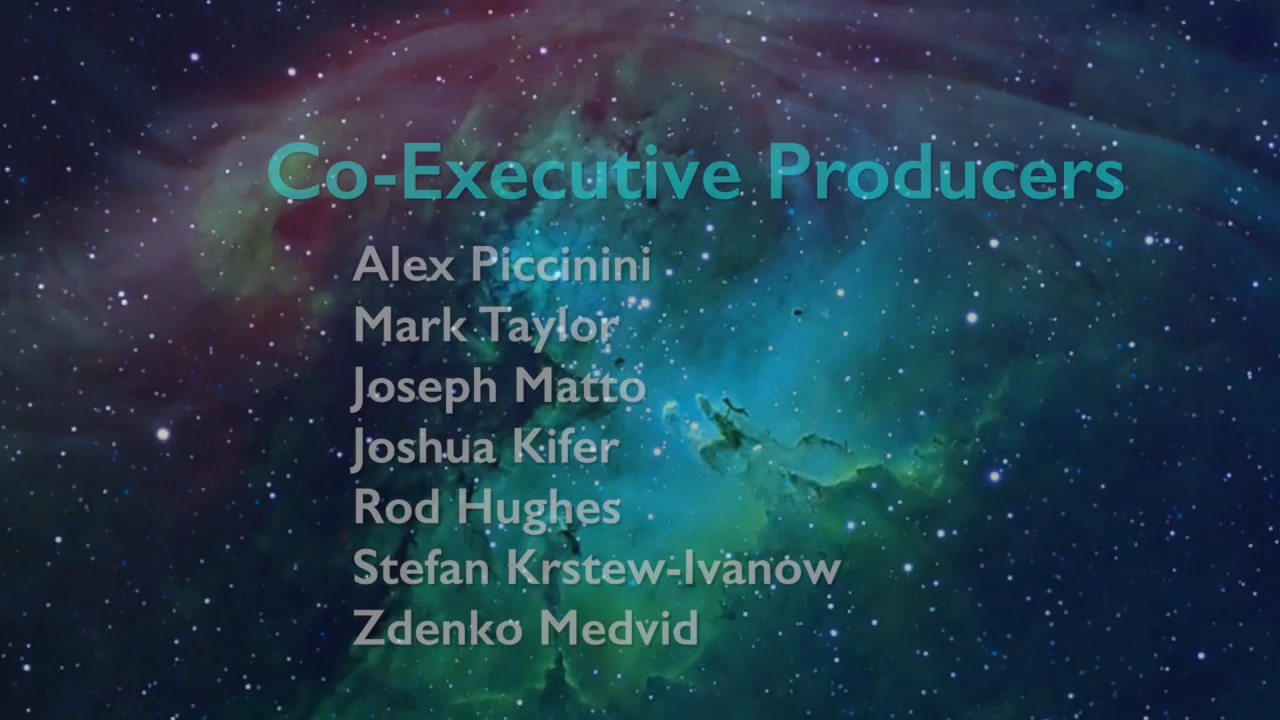 Co-Executive Producers
Alex Piccinini
Mark Taylor
Joseph Matto
Joshua Kifer
Rod Hughes
Stefan Krstew-Ivanow
Zdenko Medvid